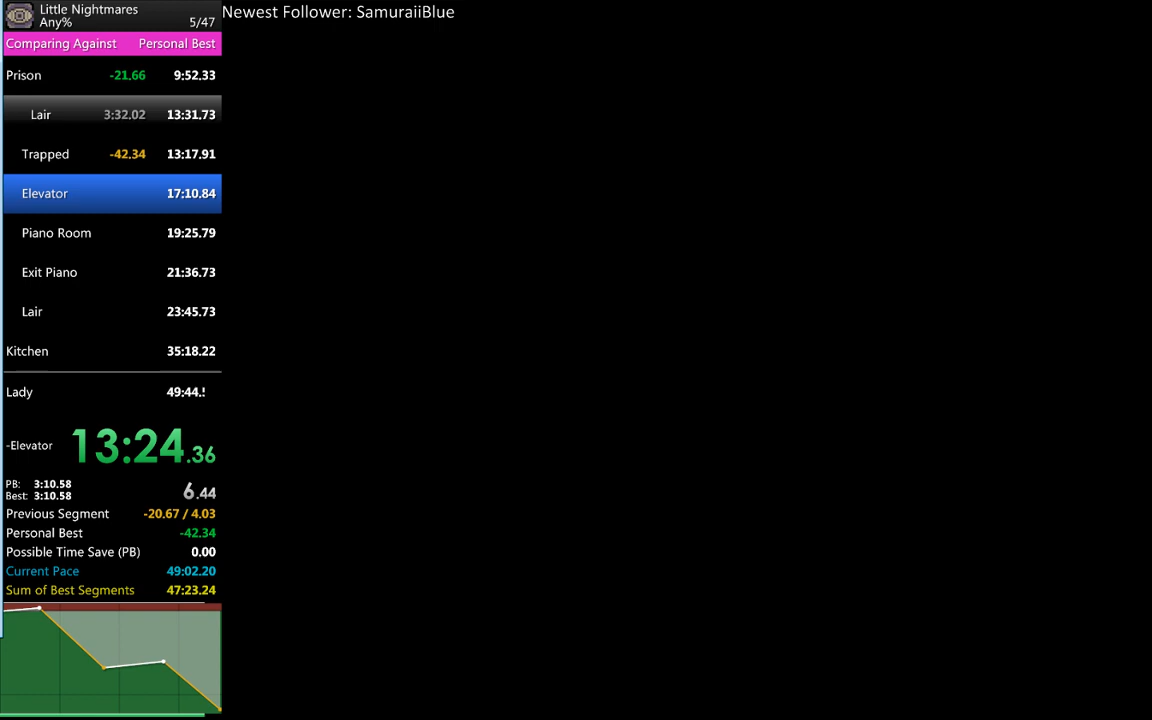 Little Nightmares
Any% 5/47
Newest Follower: SamuraiiBlue
Comparing Against Personal Best
Prison -21.66 9:52.33
Lair 3:32.02 13:31.73
Trapped -42.34 13:17.91
Elevator 17:10.84
Piano Room 19:25.79
Exit Piano 21:36.73
Lair 23:45.73
Kitchen 35:18.22
Lady 49:44.!
-Elevator 13:24.36
PB: 3:10.58
Best: 3:10.58 6.44
Previous Segment -20.67 / 4.03
Personal Best -42.34
Possible Time Save (PB) 0.00
Current Pace 49:02.20
Sum of Best Segments 47:23.24